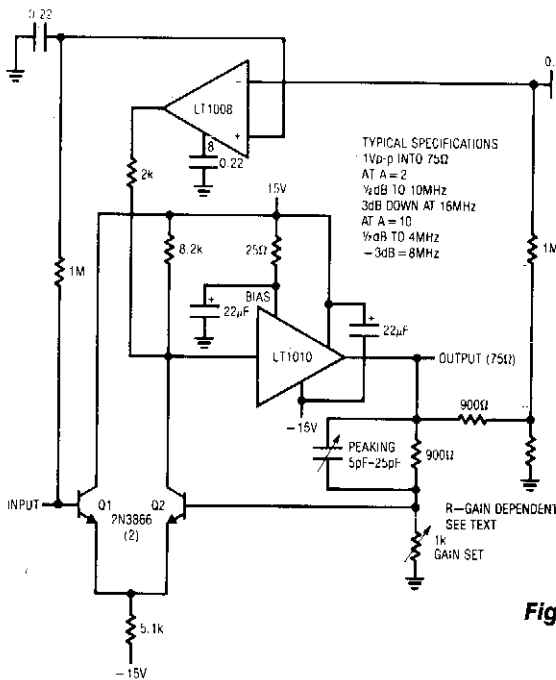 0.22
0.
LT1008
−
+
8
0.22
2k
TYPICAL SPECIFICATIONS
1Vp-p INTO 75Ω
AT A = 2
½dB TO 10MHz
3dB DOWN AT 16MHz
AT A = 10
½dB TO 4MHz
−3dB = 8MHz
15V
8.2k
25Ω
1M
1M
BIAS
+
22μF
+
22μF
LT1010
OUTPUT (75Ω)
−15V
900Ω
PEAKING
5pF–25pF
900Ω
INPUT
Q1
Q2
2N3866
(2)
R—GAIN DEPENDENT
SEE TEXT
1k
GAIN SET
5.1k
−15V
Fig